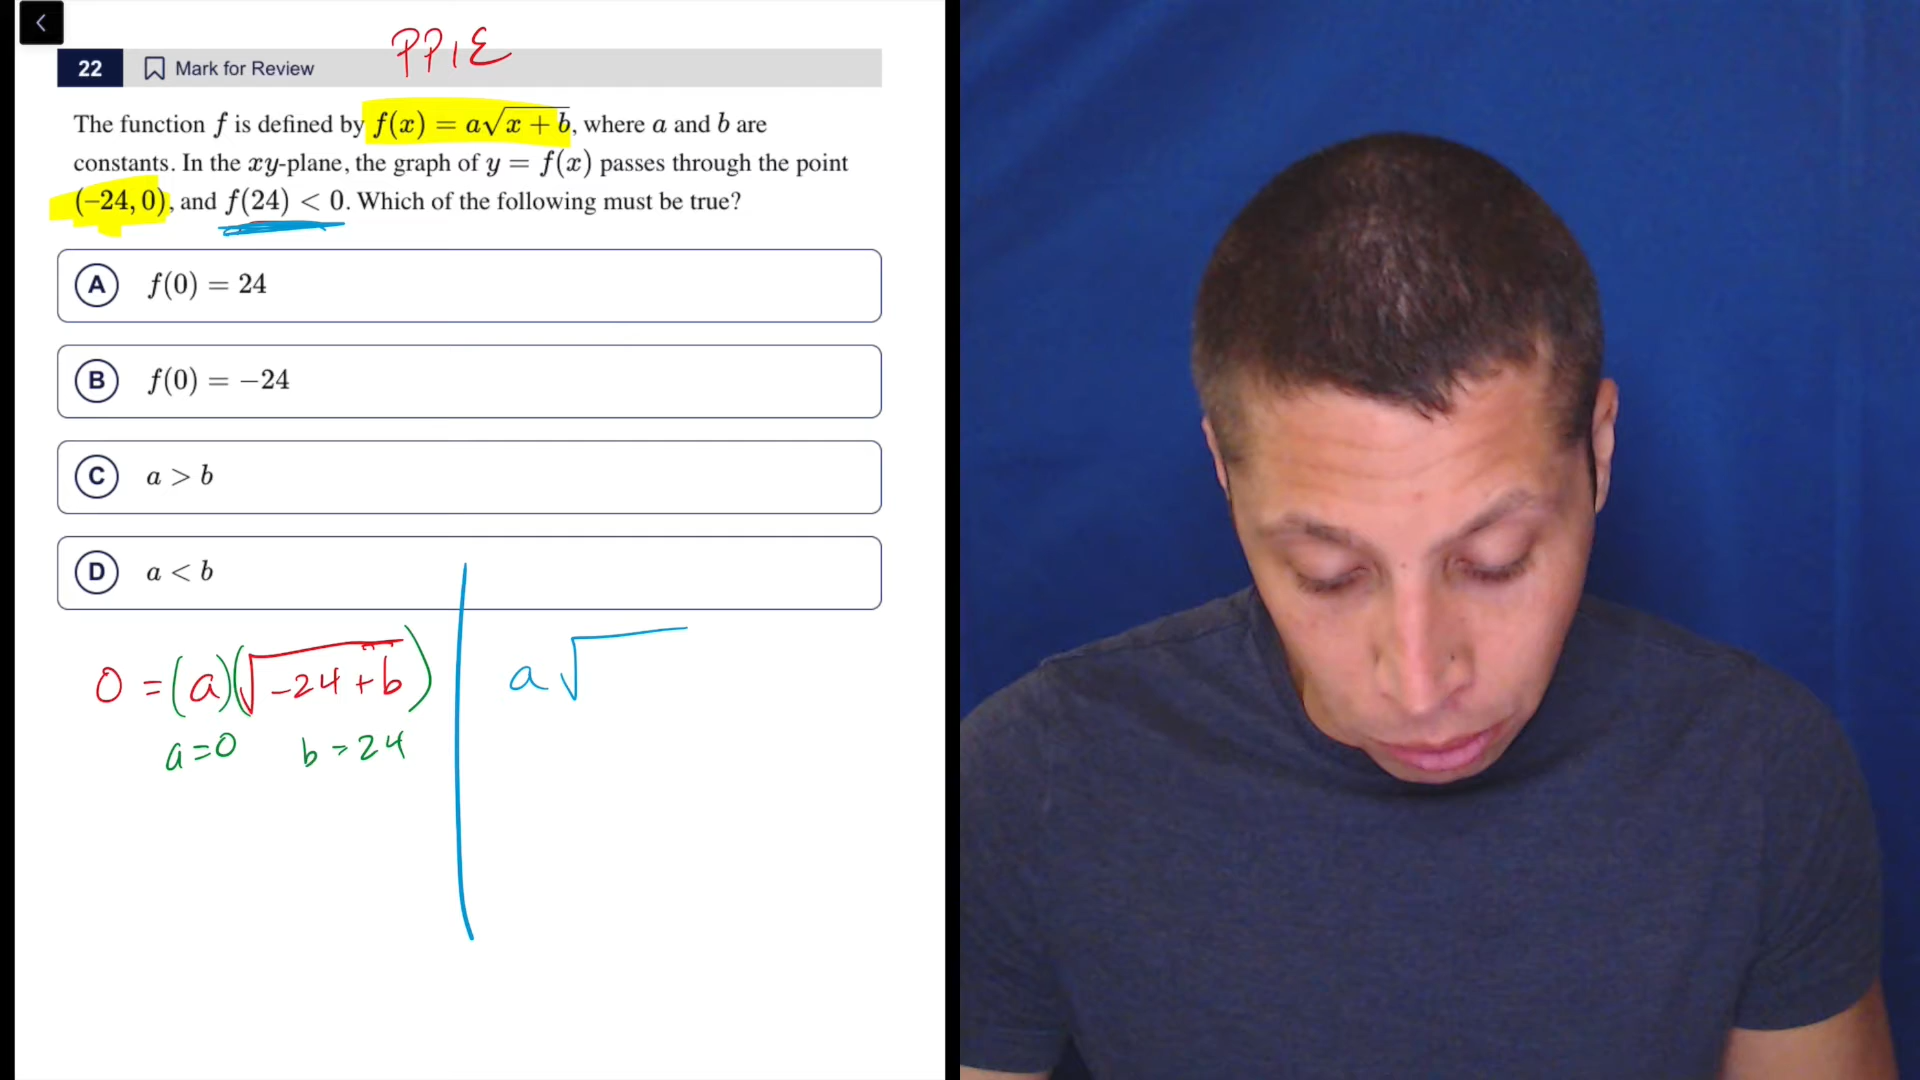 PPIE
22 Mark for Review
The function f is defined by f(x) = a√(x + b), where a and b are
constants. In the xy-plane, the graph of y = f(x) passes through the point
(−24, 0), and f(24) < 0. Which of the following must be true?
A f(0) = 24
B f(0) = −24
C a > b
D a < b
0 = (a)(√(-24 + b))
a = 0 b = 24
a√